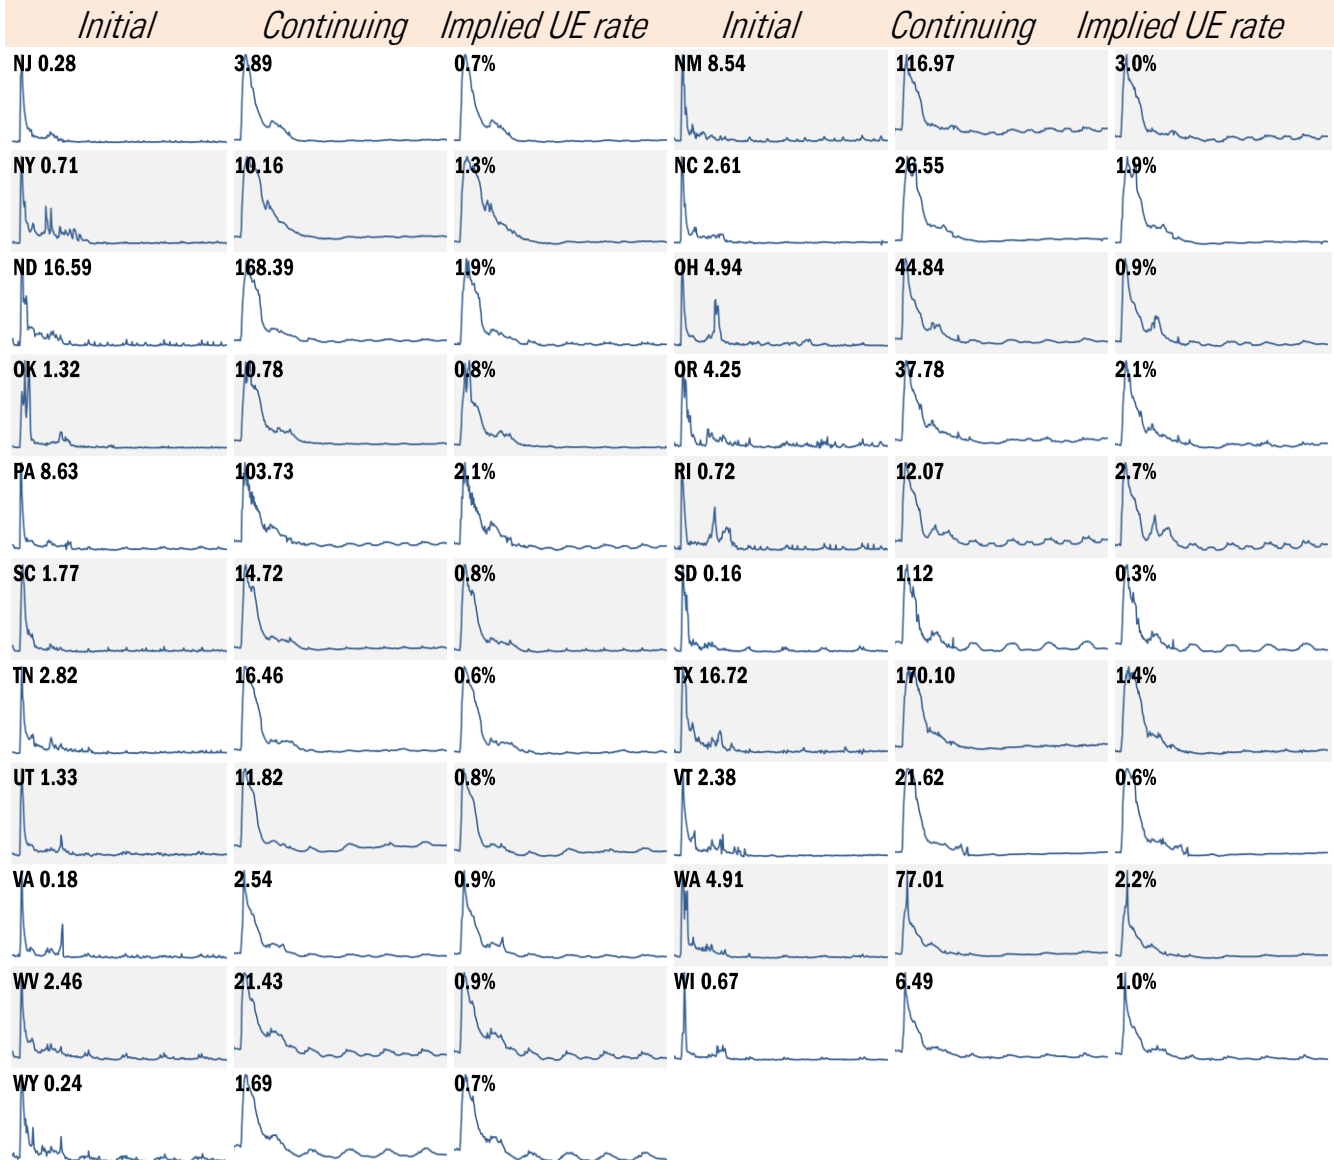 Initial Continuing Implied UE rate Initial Continuing Implied UE rate
NJ 0.28 3.89 0.7% NM 8.54 116.97 3.0%
NY 0.71 10.16 1.3% NC 2.61 26.55 1.9%
ND 16.59 168.39 1.9% OH 4.94 44.84 0.9%
OK 1.32 10.78 0.8% OR 4.25 37.78 2.1%
PA 8.63 103.73 2.1% RI 0.72 12.07 2.7%
SC 1.77 14.72 0.8% SD 0.16 1.12 0.3%
TN 2.82 16.46 0.6% TX 16.72 170.10 1.4%
UT 1.33 11.82 0.8% VT 2.38 21.62 0.6%
VA 0.18 2.54 0.9% WA 4.91 77.01 2.2%
WV 2.46 21.43 0.9% WI 0.67 6.49 1.0%
WY 0.24 1.69 0.7%